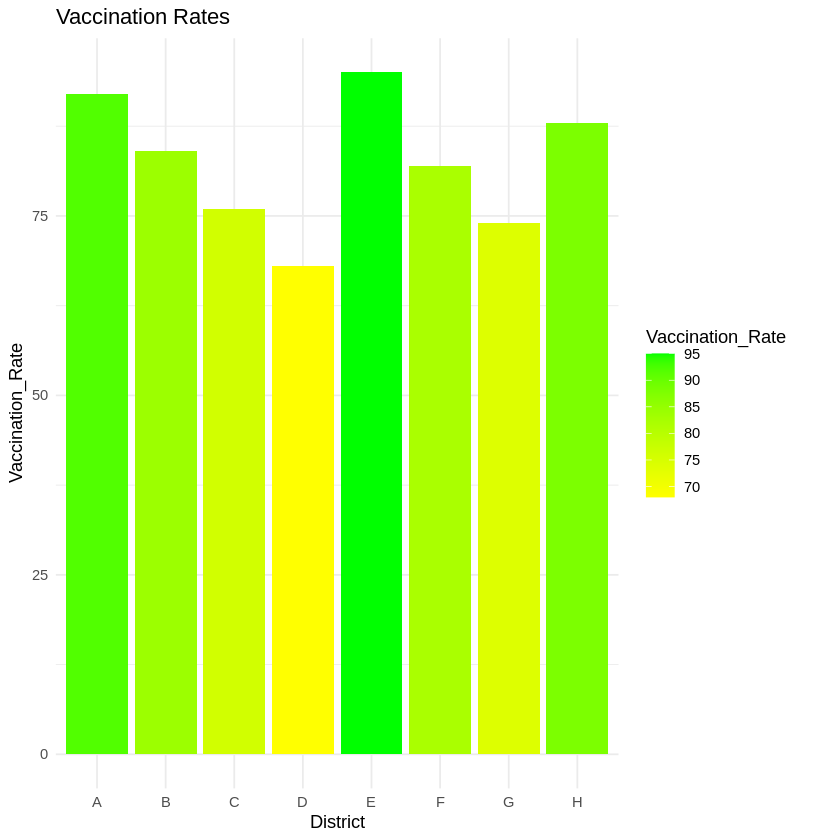 Vaccination Rates
75
50
25
0
Vaccination_Rate
A B C D E F G H
District
Vaccination_Rate
95
90
85
80
75
70